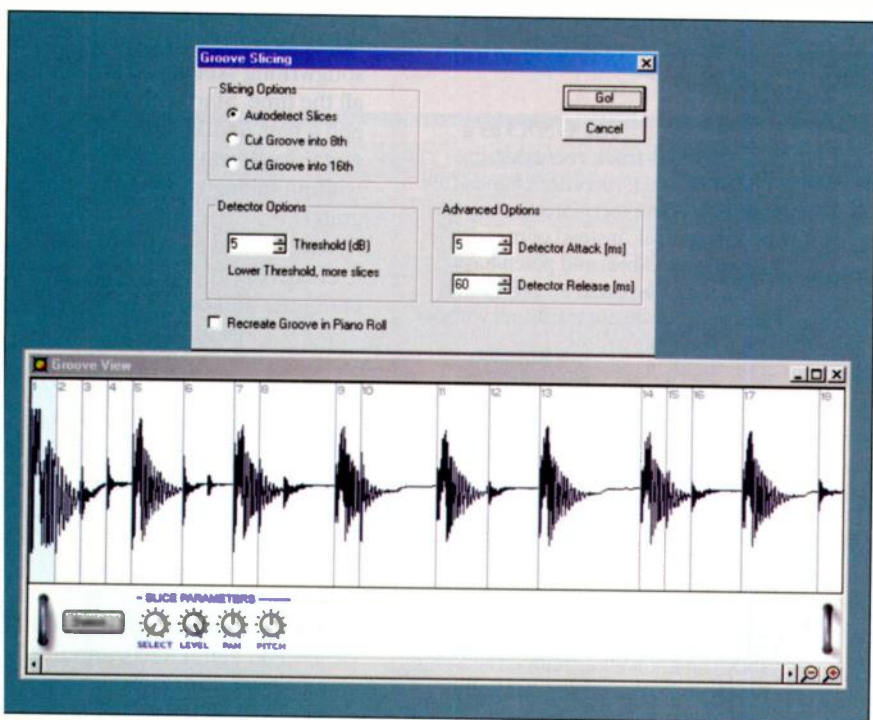 Groove Slicing
Slicing Options
Autodetect Slices
Cut Groove into 8th
Cut Groove into 16th
Go!
Cancel
Detector Options
5 Threshold (dB)
Lower Threshold, more slices
Advanced Options
5 Detector Attack [ms]
60 Detector Release [ms]
Recreate Groove in Piano Roll
Groove View
1 2 3 4 5 6 7 8 9 10 11 12 13 14 15 16 17 19
- SLICE PARAMETERS -
SELECT LEVEL PAN PITCH